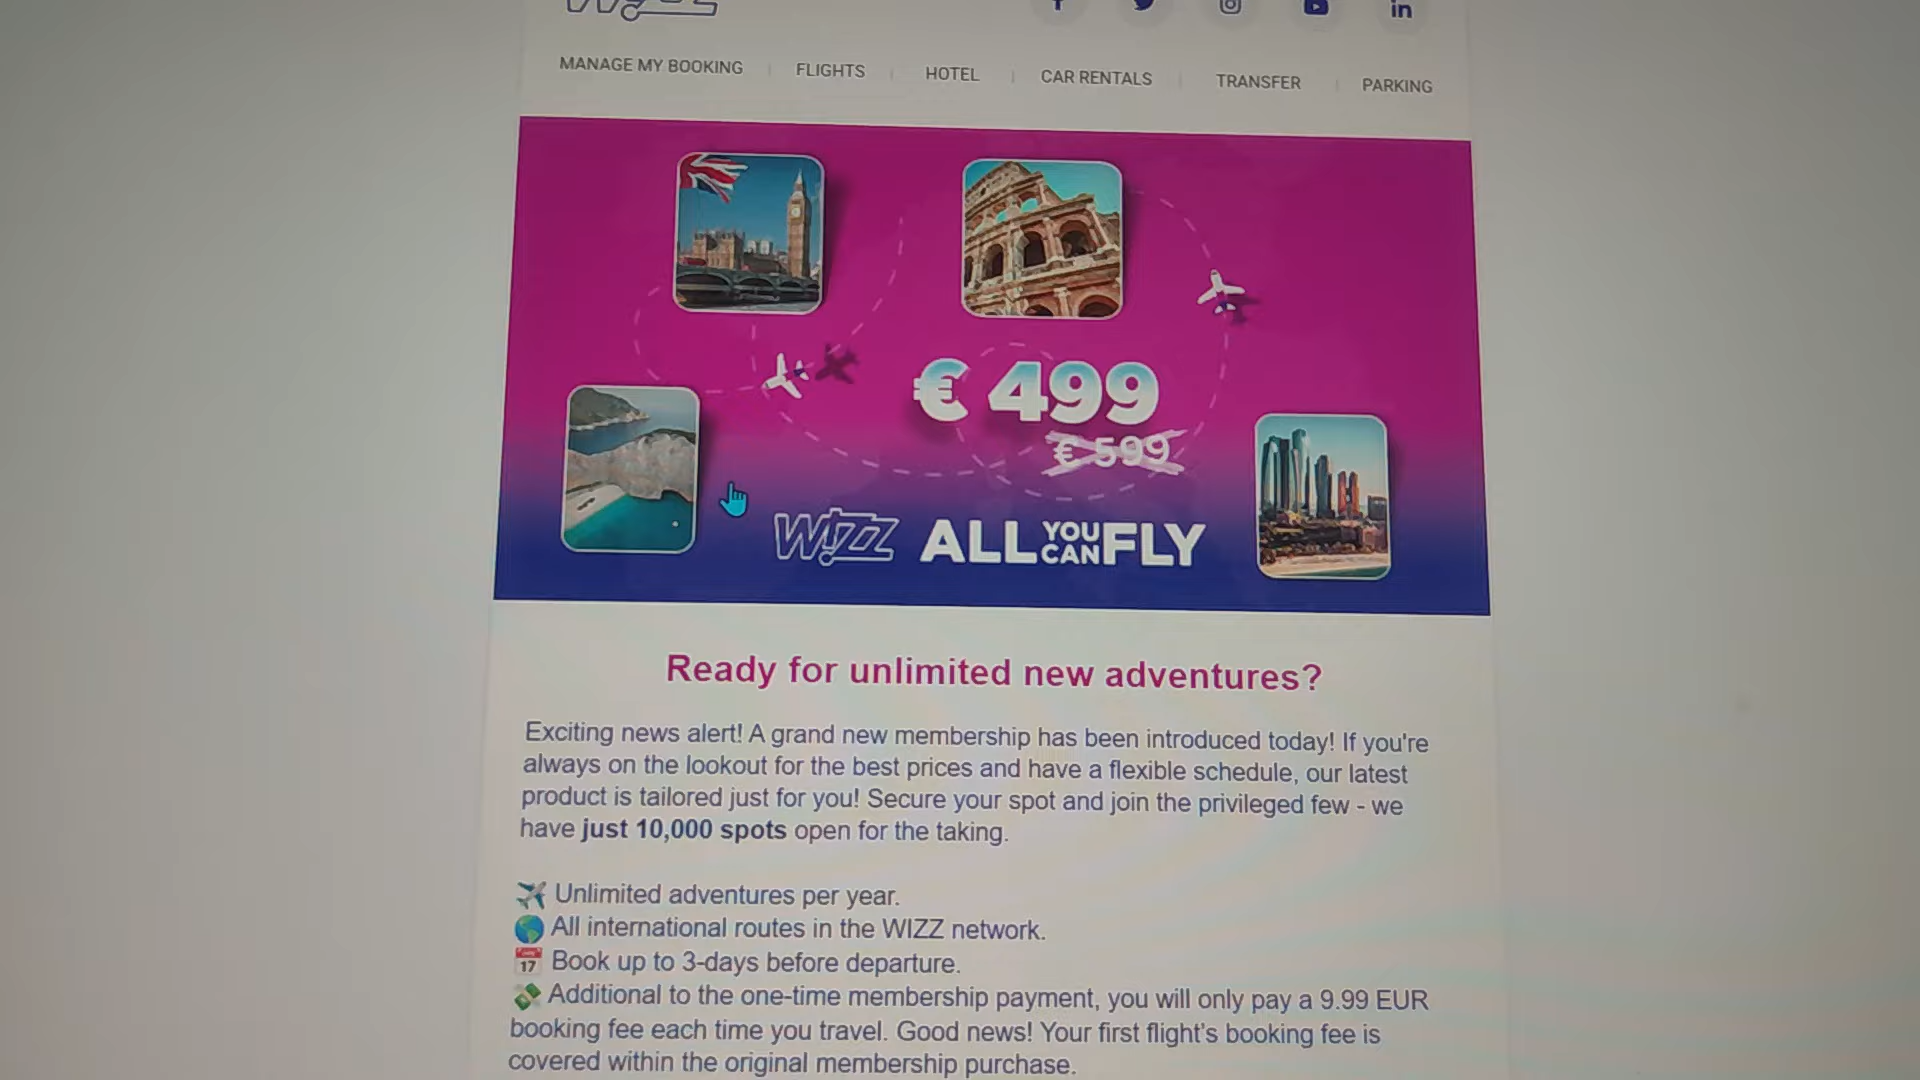 WIZZ
in
MANAGE MY BOOKING
FLIGHTS
HOTEL
CAR RENTALS
TRANSFER
PARKING
€ 499
€ 599
WIZZ ALL YOU CAN FLY
Ready for unlimited new adventures?
Exciting news alert! A grand new membership has been introduced today! If you're
always on the lookout for the best prices and have a flexible schedule, our latest
product is tailored just for you! Secure your spot and join the privileged few - we
have just 10,000 spots open for the taking.
Unlimited adventures per year.
All international routes in the WIZZ network.
17 Book up to 3-days before departure.
Additional to the one-time membership payment, you will only pay a 9.99 EUR
booking fee each time you travel. Good news! Your first flight's booking fee is
covered within the original membership purchase.